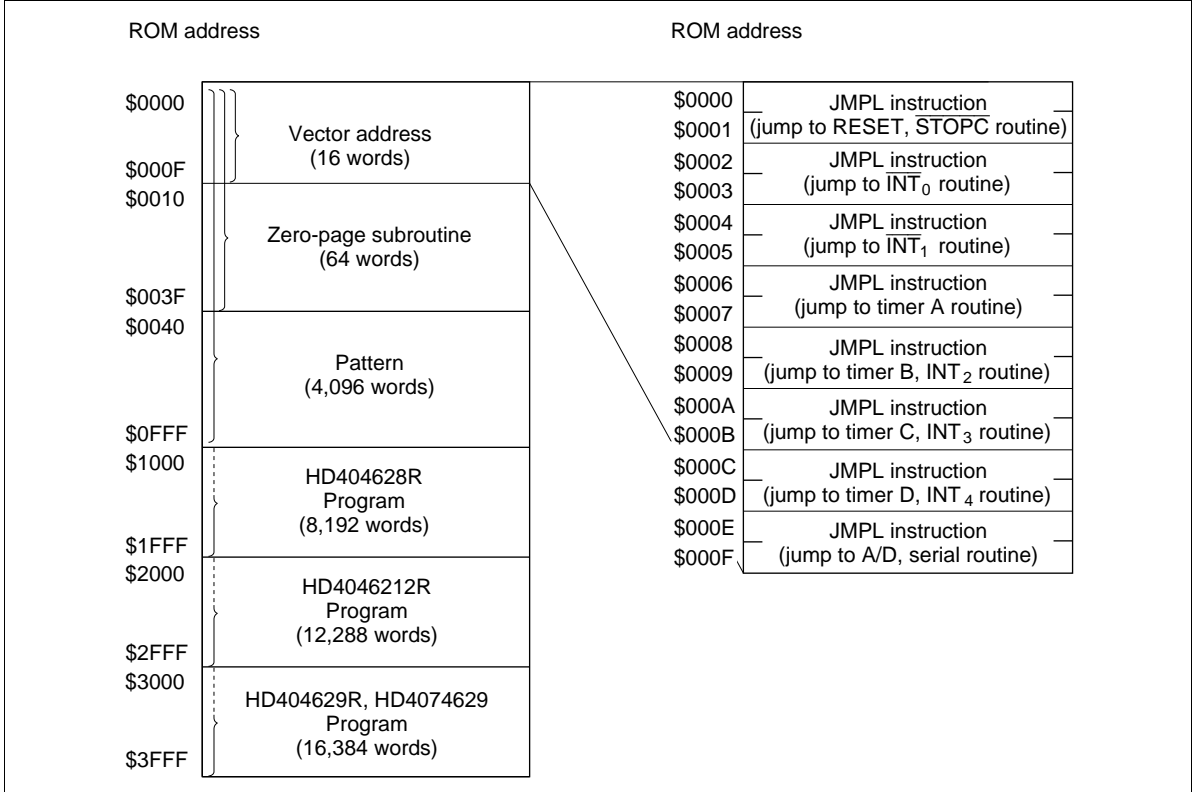 ROM address
$0000
Vector address
(16 words)
$000F
$0010
Zero-page subroutine
(64 words)
$003F
$0040
Pattern
(4,096 words)
$0FFF
$1000
HD404628R
Program
(8,192 words)
$1FFF
$2000
HD4046212R
Program
(12,288 words)
$2FFF
$3000
HD404629R, HD4074629
Program
(16,384 words)
$3FFF
ROM address
$0000
JMPL instruction
$0001
(jump to RESET, S̅T̅O̅P̅C̅ routine)
$0002
JMPL instruction
$0003
(jump to I̅N̅T̅₀ routine)
$0004
JMPL instruction
$0005
(jump to I̅N̅T̅₁ routine)
$0006
JMPL instruction
$0007
(jump to timer A routine)
$0008
JMPL instruction
$0009
(jump to timer B, INT₂ routine)
$000A
JMPL instruction
$000B
(jump to timer C, INT₃ routine)
$000C
JMPL instruction
$000D
(jump to timer D, INT₄ routine)
$000E
JMPL instruction
$000F
(jump to A/D, serial routine)